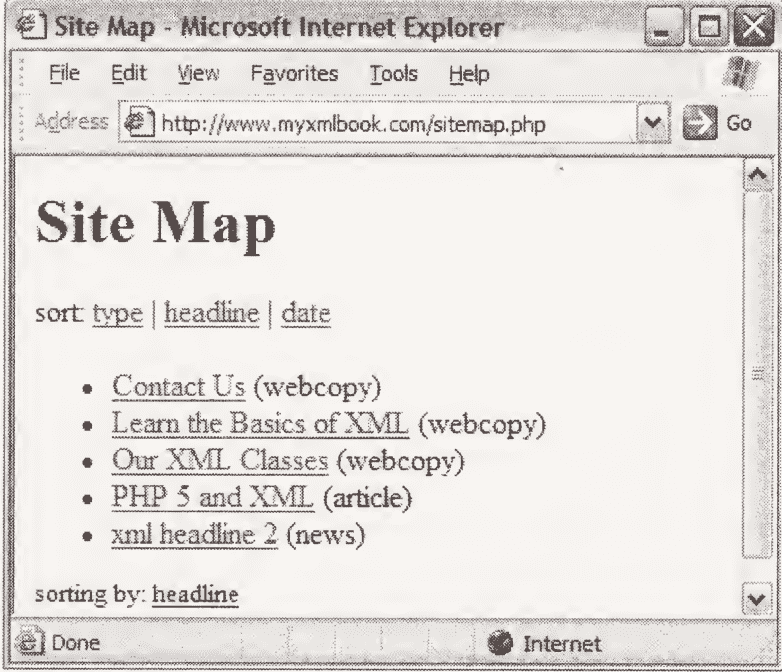 Site Map - Microsoft Internet Explorer
File Edit View Favorites Tools Help
Address http://www.myxmlbook.com/sitemap.php Go
Site Map
sort: type | headline | date
• Contact Us (webcopy)
• Learn the Basics of XML (webcopy)
• Our XML Classes (webcopy)
• PHP 5 and XML (article)
• xml headline 2 (news)
sorting by: headline
Done Internet